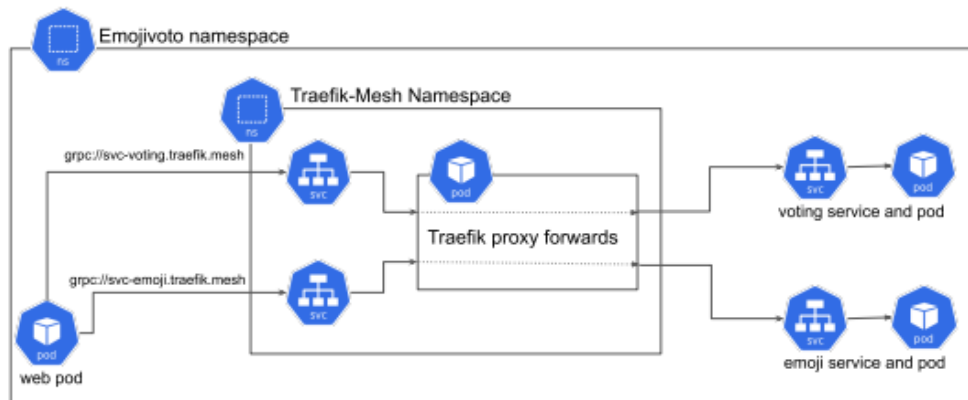 Emojivoto namespace
ns
Traefik-Mesh Namespace
ns
grpc://svc-voting.traefik.mesh
svc
pod
svc
pod
voting service and pod
Traefik proxy forwards
grpc://svc-emoji.traefik.mesh
svc
pod
web pod
svc
pod
emoji service and pod